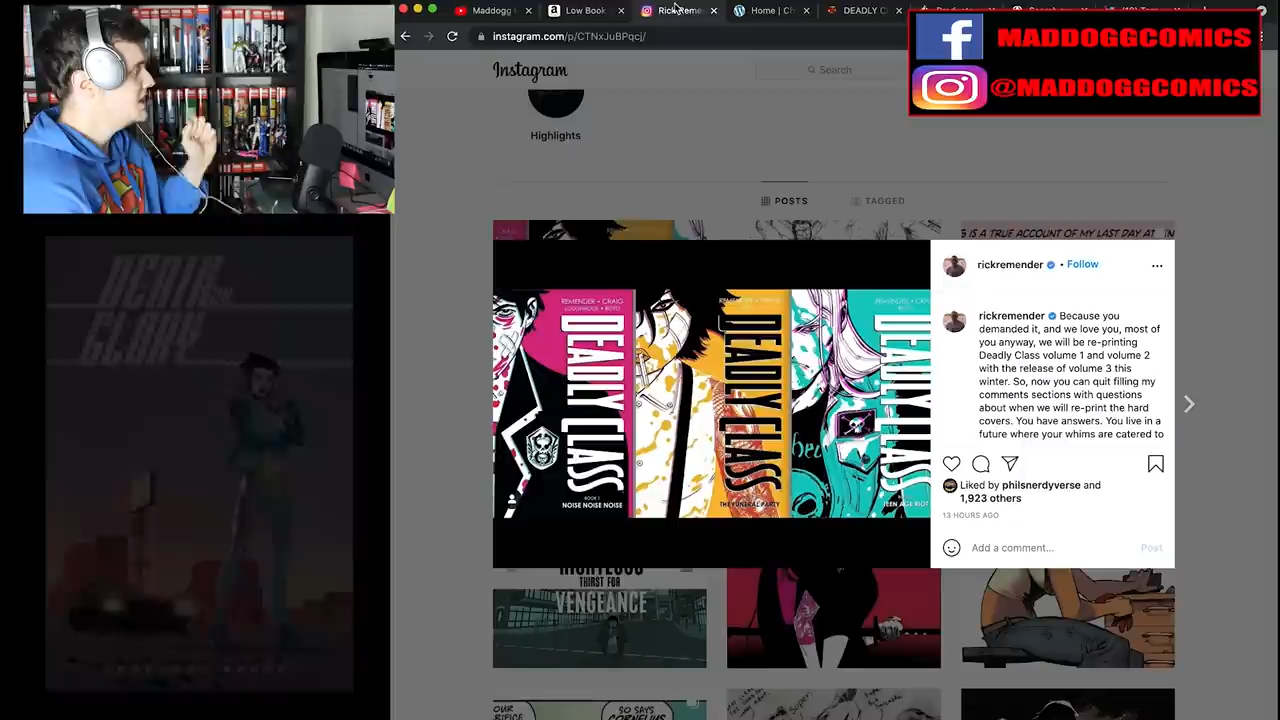 Maddogg
Low Book
Home | C
instagram.com/p/CTNxJuBPqcj/
MADDOGGCOMICS
@MADDOGGCOMICS
Instagram
Search
Highlights
POSTS
TAGGED
IS A TRUE ACCOUNT OF MY LAST DAY AT
rickremender • Follow
rickremender Because you
demanded it, and we love you, most of
you anyway, we will be re-printing
Deadly Class volume 1 and volume 2
with the release of volume 3 this
winter. So, now you can quit filling my
comments sections with questions
about when we will re-print the hard
covers. You have answers. You live in a
future where your whims are catered to
REMENDER • CRAIG
LOUGHRIDGE • BOYD
DEADLY CLASS
BOOK 1
NOISE NOISE NOISE
DEADLY CLASS
THE FUNERAL PARTY
DEADLY CLASS
TEEN AGE RIOT
Liked by philsnerdyverse and
1,923 others
13 HOURS AGO
Add a comment...
Post
THIRST FOR
VENGEANCE
OUR
SO SAYS
CORNELIUS